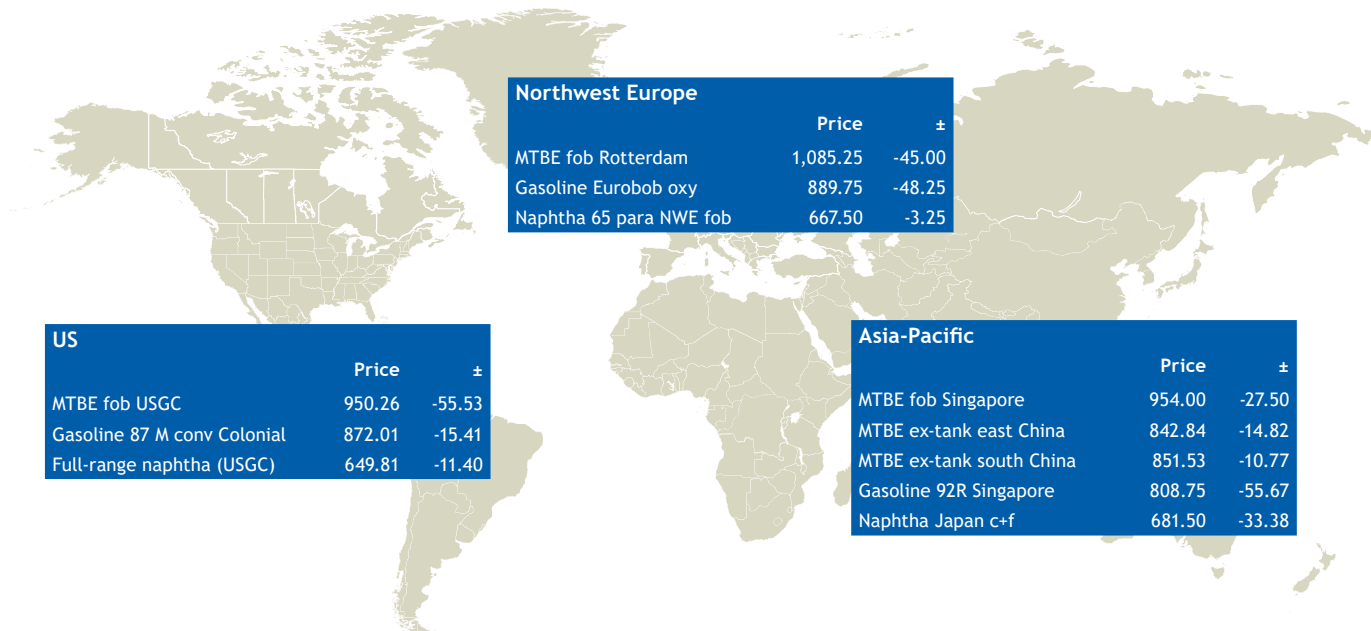 Northwest Europe
Price ±
MTBE fob Rotterdam 1,085.25 -45.00
Gasoline Eurobob oxy 889.75 -48.25
Naphtha 65 para NWE fob 667.50 -3.25
US
Price ±
MTBE fob USGC 950.26 -55.53
Gasoline 87 M conv Colonial 872.01 -15.41
Full-range naphtha (USGC) 649.81 -11.40
Asia-Pacific
Price ±
MTBE fob Singapore 954.00 -27.50
MTBE ex-tank east China 842.84 -14.82
MTBE ex-tank south China 851.53 -10.77
Gasoline 92R Singapore 808.75 -55.67
Naphtha Japan c+f 681.50 -33.38